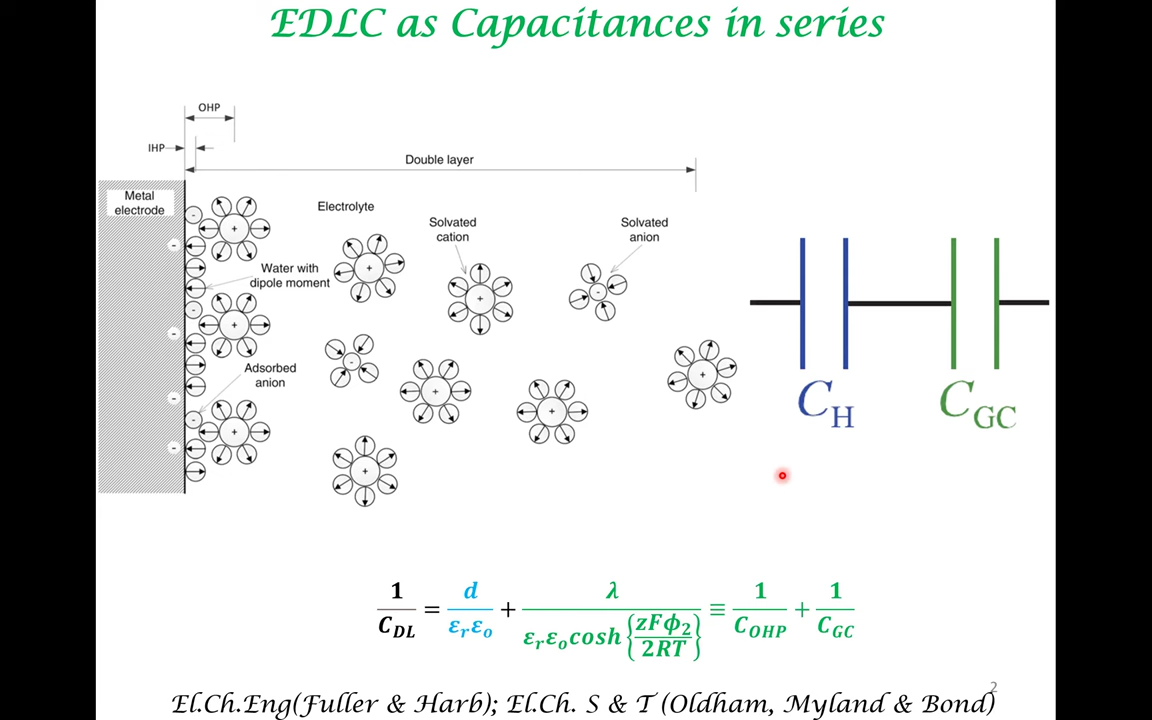 EDLC as Capacitances in series
OHP
IHP
Double layer
Metal
electrode
Electrolyte
Solvated
cation
Solvated
anion
Water with
dipole moment
Adsorbed
anion
C_H
C_GC
1/C_DL = d/(ε_r ε_o) + λ/(ε_r ε_o cosh{zFϕ_2/2RT}) ≡ 1/C_OHP + 1/C_GC
2
El.Ch.Eng(Fuller & Harb); El.Ch. S & T (Oldham, Myland & Bond)